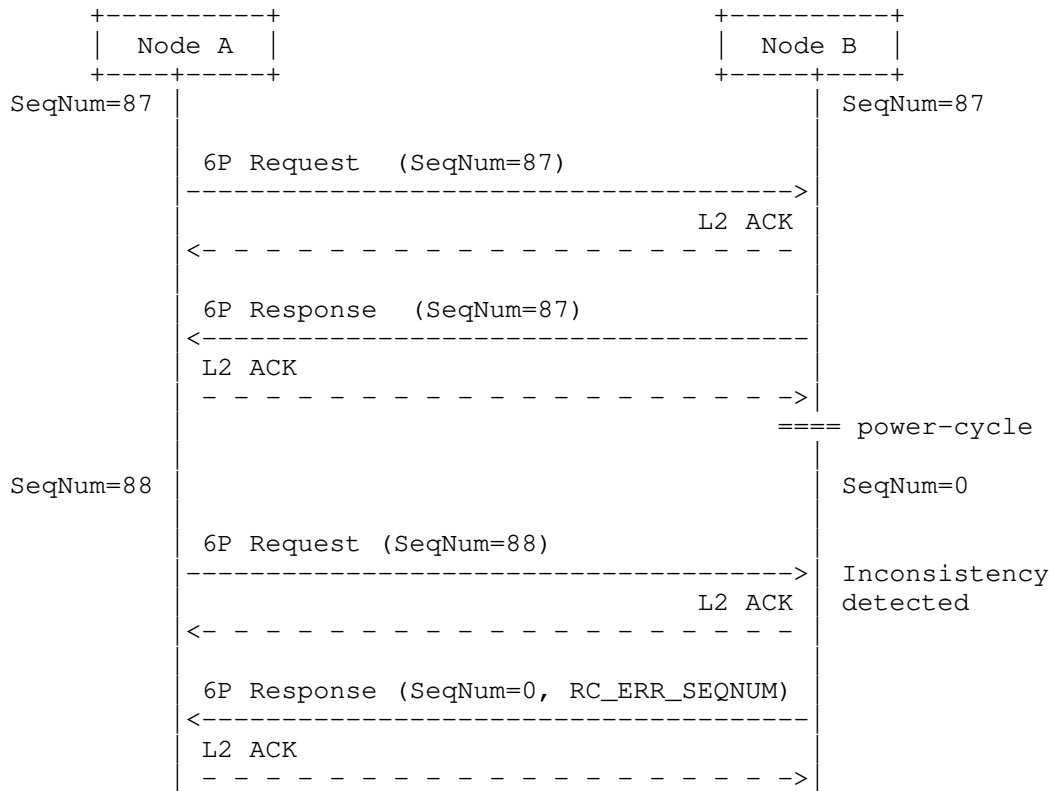 Node A Node B
SeqNum=87 SeqNum=87
6P Request (SeqNum=87)
L2 ACK
6P Response (SeqNum=87)
L2 ACK
==== power-cycle
SeqNum=88 SeqNum=0
6P Request (SeqNum=88)
Inconsistency
L2 ACK detected
6P Response (SeqNum=0, RC_ERR_SEQNUM)
L2 ACK